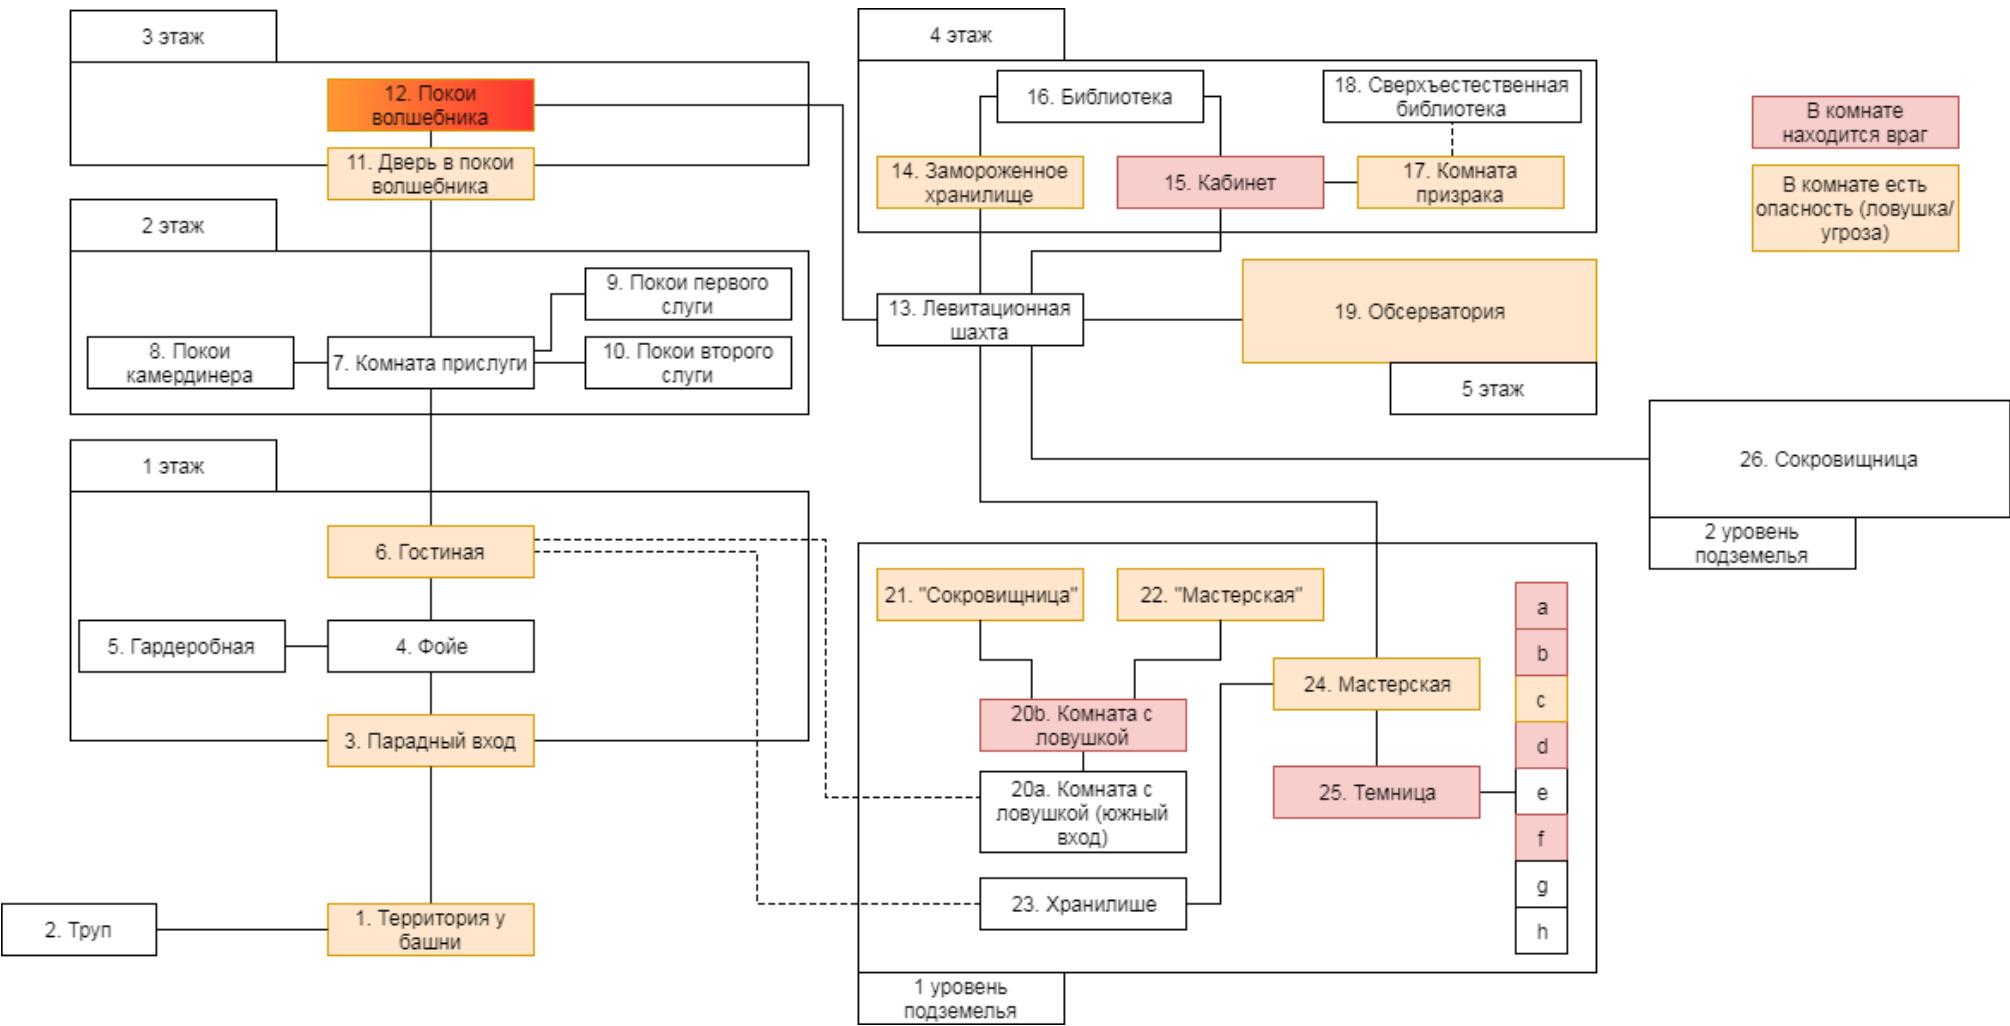 3 этаж
12. Покои
волшебника
11. Дверь в покои
волшебника
2 этаж
9. Покои первого
слуги
8. Покои
камердинера
7. Комната прислуги
10. Покои второго
слуги
1 этаж
6. Гостиная
5. Гардеробная
4. Фойе
3. Парадный вход
2. Труп
1. Территория у
башни
4 этаж
16. Библиотека
18. Сверхъестественная
библиотека
14. Замороженное
хранилище
15. Кабинет
17. Комната
призрака
13. Левитационная
шахта
19. Обсерватория
5 этаж
В комнате
находится враг
В комнате есть
опасность (ловушка/
угроза)
26. Сокровищница
2 уровень
подземелья
21. "Сокровищница"
22. "Мастерская"
20b. Комната с
ловушкой
20a. Комната с
ловушкой (южный
вход)
23. Хранилише
24. Мастерская
25. Темница
a
b
c
d
e
f
g
h
1 уровень
подземелья